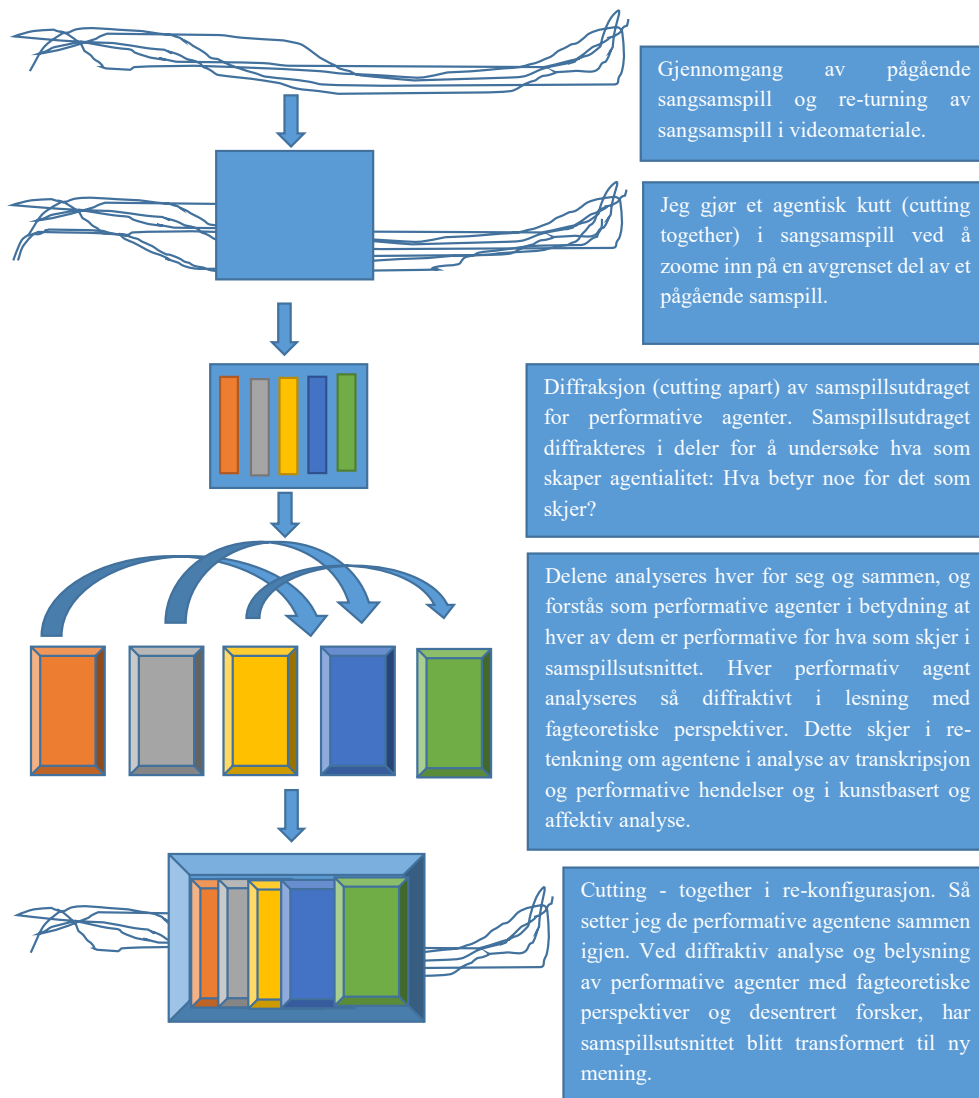 Gjennomgang av pågående
sangsamspill og re-turning av
sangsamspill i videomateriale.
Jeg gjør et agentisk kutt (cutting
together) i sangsamspill ved å
zoome inn på en avgrenset del av et
pågående samspill.
Diffraksjon (cutting apart) av samspillsutdraget
for performative agenter. Samspillsutdraget
diffrakteres i deler for å undersøke hva som
skaper agentialitet: Hva betyr noe for det som
skjer?
Delene analyseres hver for seg og sammen, og
forstås som performative agenter i betydning at
hver av dem er performative for hva som skjer i
samspillsutsnittet. Hver performativ agent
analyseres så diffraktivt i lesning med
fagteoretiske perspektiver. Dette skjer i re-
tenkning om agentene i analyse av transkripsjon
og performative hendelser og i kunstbasert og
affektiv analyse.
Cutting - together i re-konfigurasjon. Så
setter jeg de performative agentene sammen
igjen. Ved diffraktiv analyse og belysning
av performative agenter med fagteoretiske
perspektiver og desentrert forsker, har
samspillsutsnittet blitt transformert til ny
mening.